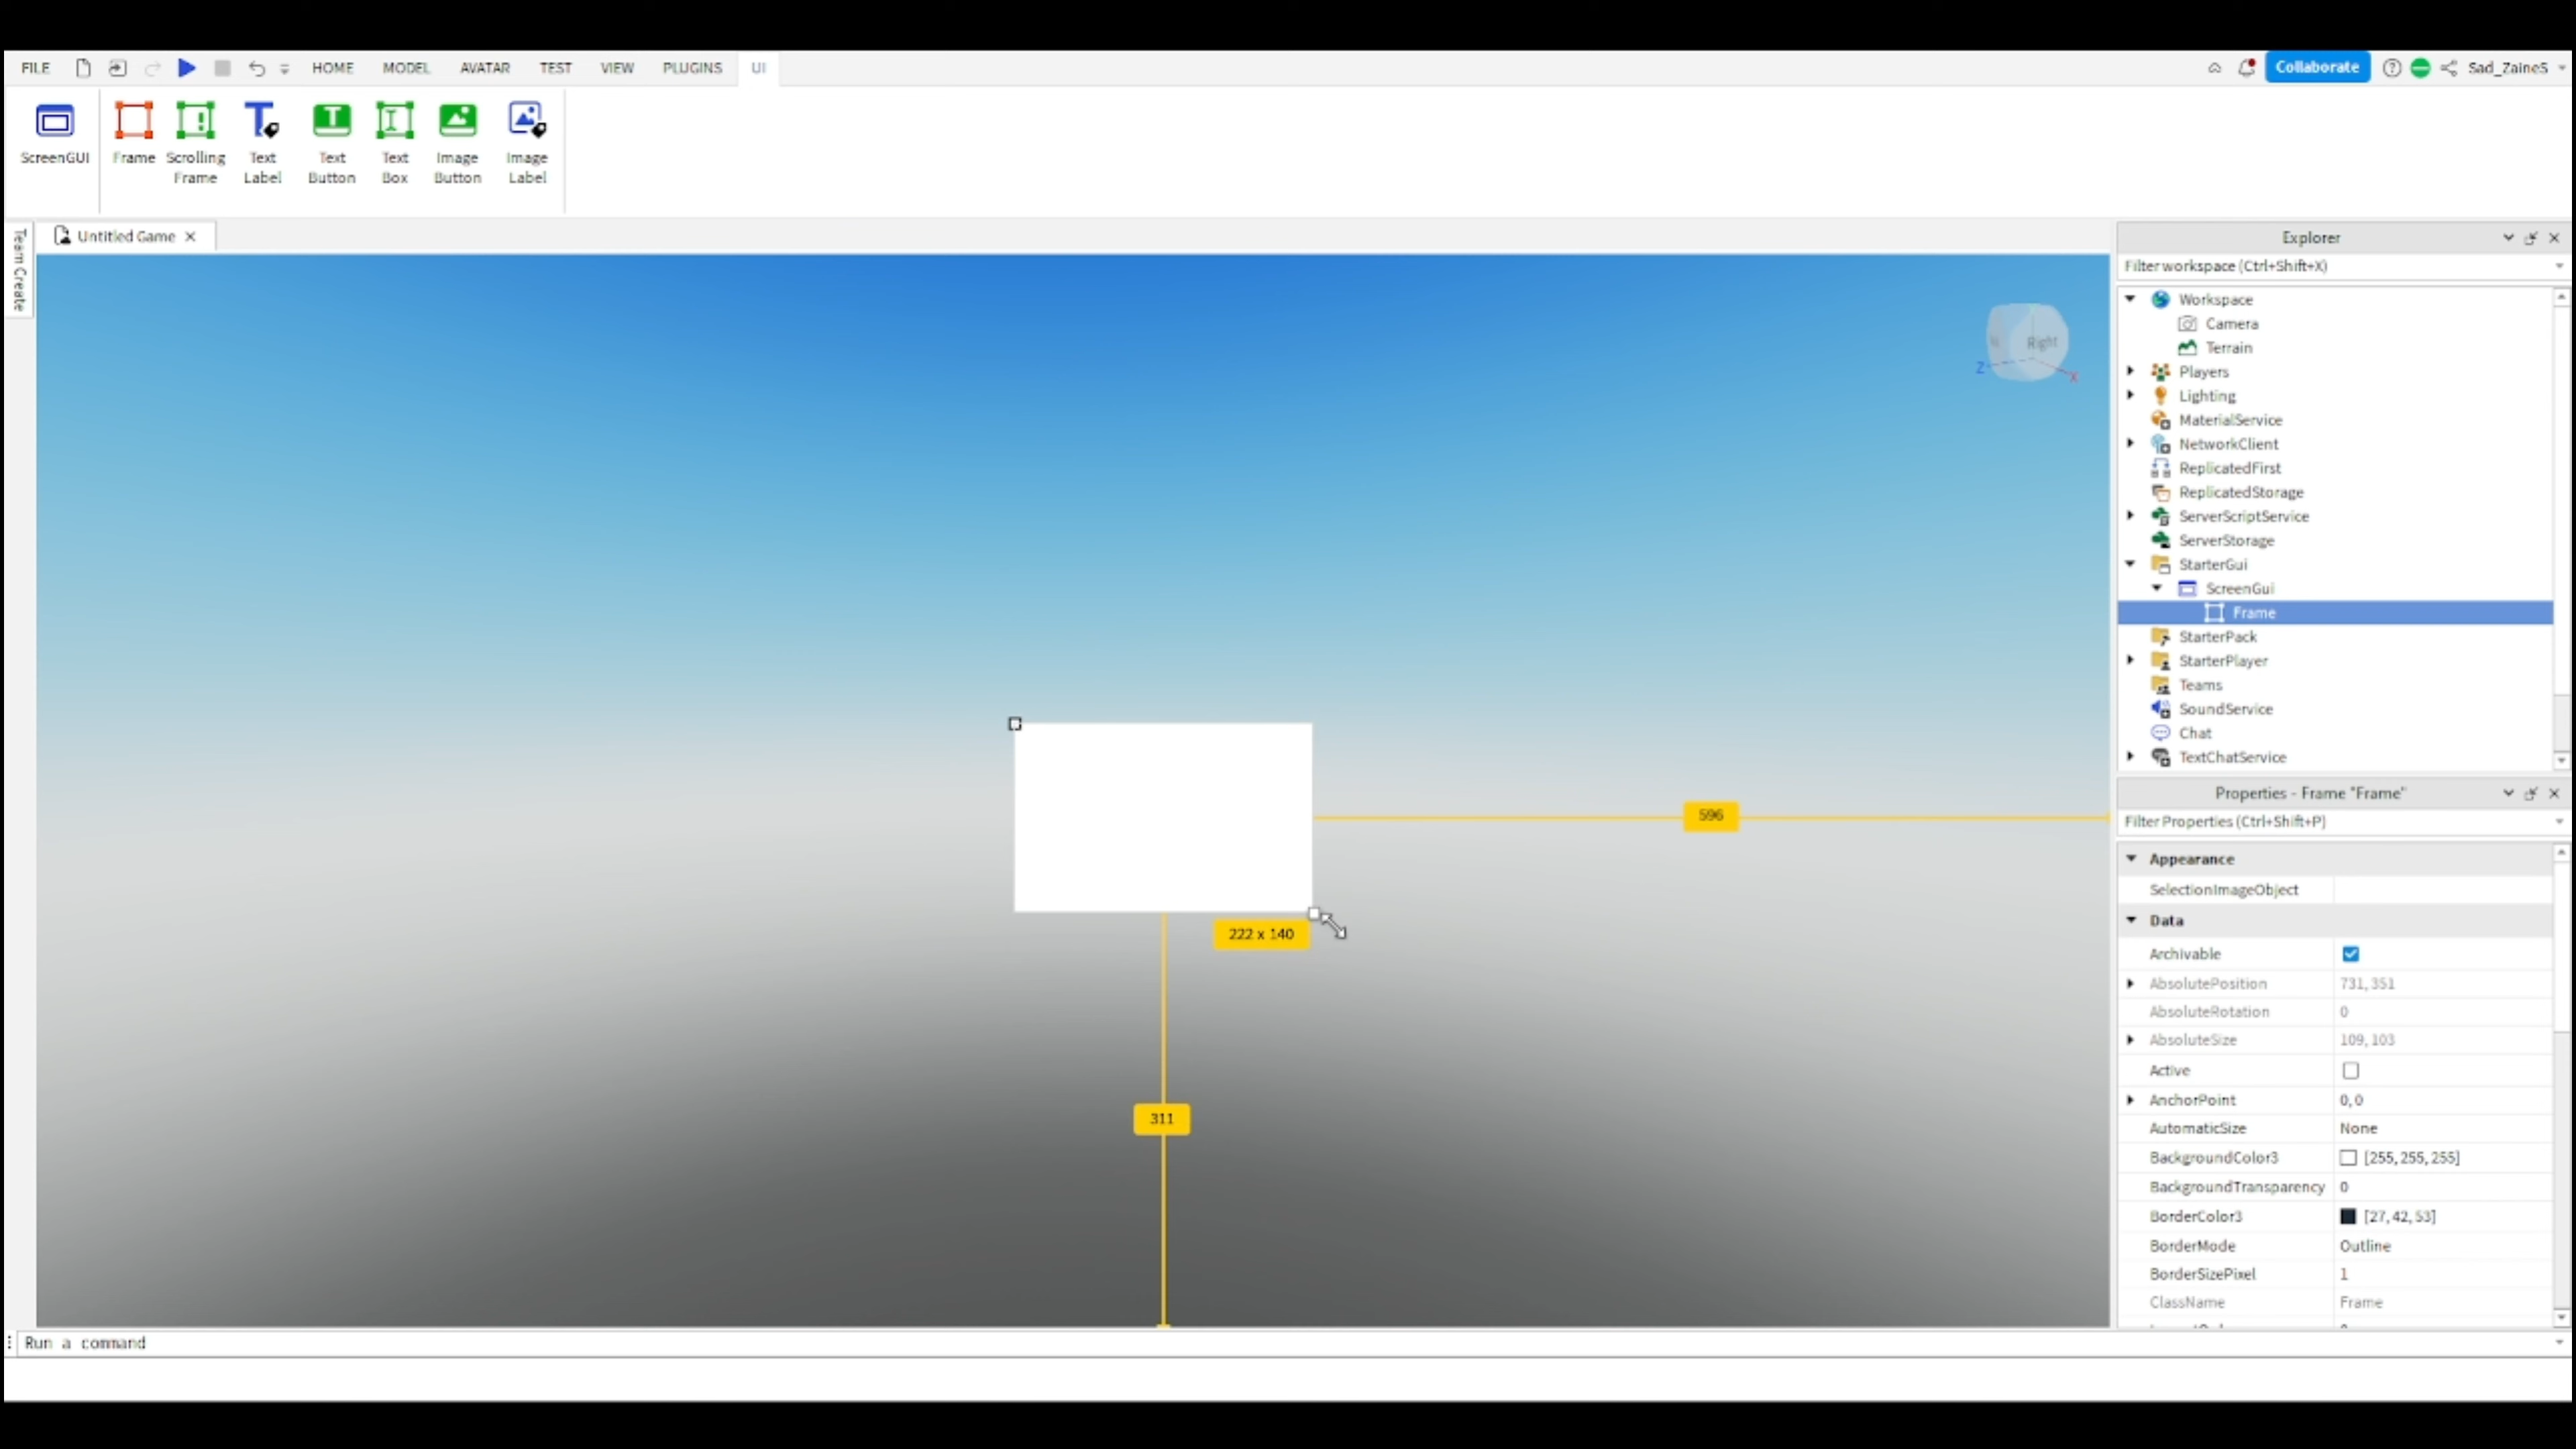 FILE HOME MODEL AVATAR TEST VIEW PLUGINS UI Collaborate Sad_ZaineS
ScreenGUI
Frame
Scrolling
Frame
Text
Label
Text
Button
Text
Box
Image
Button
Image
Label
Team Create
Untitled Game
Right
Z
X
596
222 x 140
311
Run a command
Explorer
Filter workspace (Ctrl+Shift+X)
Workspace
Camera
Terrain
Players
Lighting
MaterialService
NetworkClient
ReplicatedFirst
ReplicatedStorage
ServerScriptService
ServerStorage
StarterGui
ScreenGui
Frame
StarterPack
StarterPlayer
Teams
SoundService
Chat
TextChatService
Properties - Frame "Frame"
Filter Properties (Ctrl+Shift+P)
Appearance
SelectionImageObject
Data
Archivable
AbsolutePosition 731, 351
AbsoluteRotation 0
AbsoluteSize 109, 103
Active
AnchorPoint 0, 0
AutomaticSize None
BackgroundColor3 [255, 255, 255]
BackgroundTransparency 0
BorderColor3 [27, 42, 53]
BorderMode Outline
BorderSizePixel 1
ClassName Frame